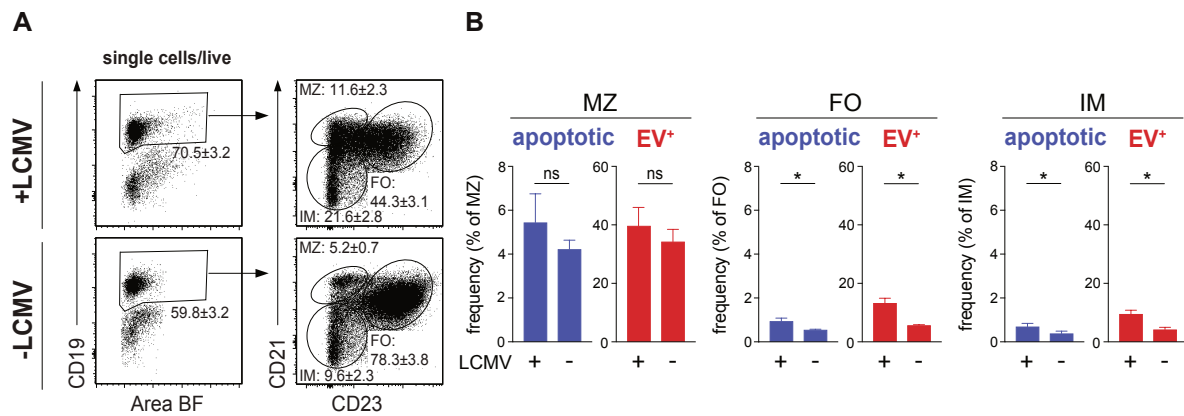 A
single cells/live
+LCMV
-LCMV
CD19
CD21
MZ: 11.6±2.3
70.5±3.2
FO:
44.3±3.1
IM: 21.6±2.8
MZ: 5.2±0.7
59.8±3.2
FO:
78.3±3.8
IM: 9.6±2.3
Area BF
CD23
B
MZ
apoptotic EV+
frequency (% of MZ)
8
6
4
2
0
ns
60
40
20
0
ns
LCMV + - + -
FO
apoptotic EV+
frequency (% of FO)
8
6
4
2
0
*
60
40
20
0
*
+ - + -
IM
apoptotic EV+
frequency (% of IM)
8
6
4
2
0
*
60
40
20
0
*
+ - + -